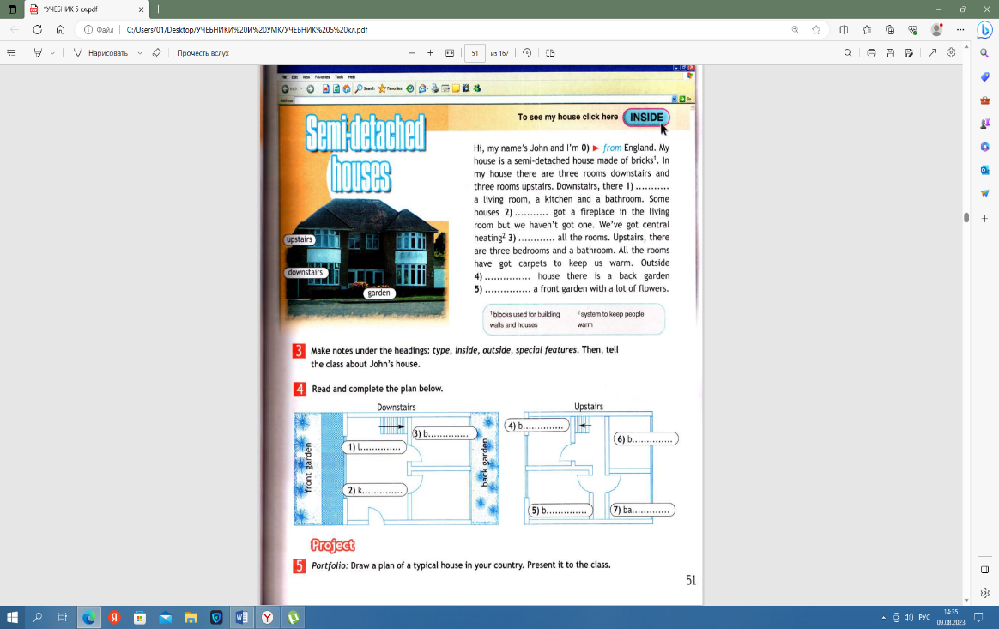 *УЧЕБНИК 5 кл.pdf
Файл C:/Users/01/Desktop/УЧЕБНИКИ%20И%20УМК/УЧЕБНИК%205%20кл.pdf
Нарисовать Прочесть вслух 51 из 167
File Edit View Favorites Tools Help
Back Search Favorites
Address Go
To see my house click here INSIDE
Semi-detached
houses
Hi, my name's John and I'm 0) ► from England. My
house is a semi-detached house made of bricks¹. In
my house there are three rooms downstairs and
three rooms upstairs. Downstairs, there 1) ...........
a living room, a kitchen and a bathroom. Some
houses 2) ........... got a fireplace in the living
room but we haven't got one. We've got central
heating² 3) ............ all the rooms. Upstairs, there
are three bedrooms and a bathroom. All the rooms
have got carpets to keep us warm. Outside
4) ............... house there is a back garden
5) ............... a front garden with a lot of flowers.
upstairs
downstairs
garden
¹ blocks used for building
walls and houses
² system to keep people
warm
3 Make notes under the headings: type, inside, outside, special features. Then, tell
the class about John's house.
4 Read and complete the plan below.
Downstairs
front garden
1) l.............
2) k.............
3) b.............
back garden
Upstairs
4) b.............
5) b.............
6) b.............
7) ba............
Project
5 Portfolio: Draw a plan of a typical house in your country. Present it to the class.
51
РУС
14:35
09.08.2023